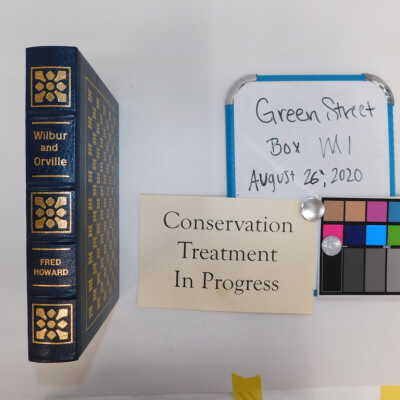 Wilbur
and
Orville
FRED
HOWARD
Green Street
Box M1
August 26, 2020
Conservation
Treatment
In Progress